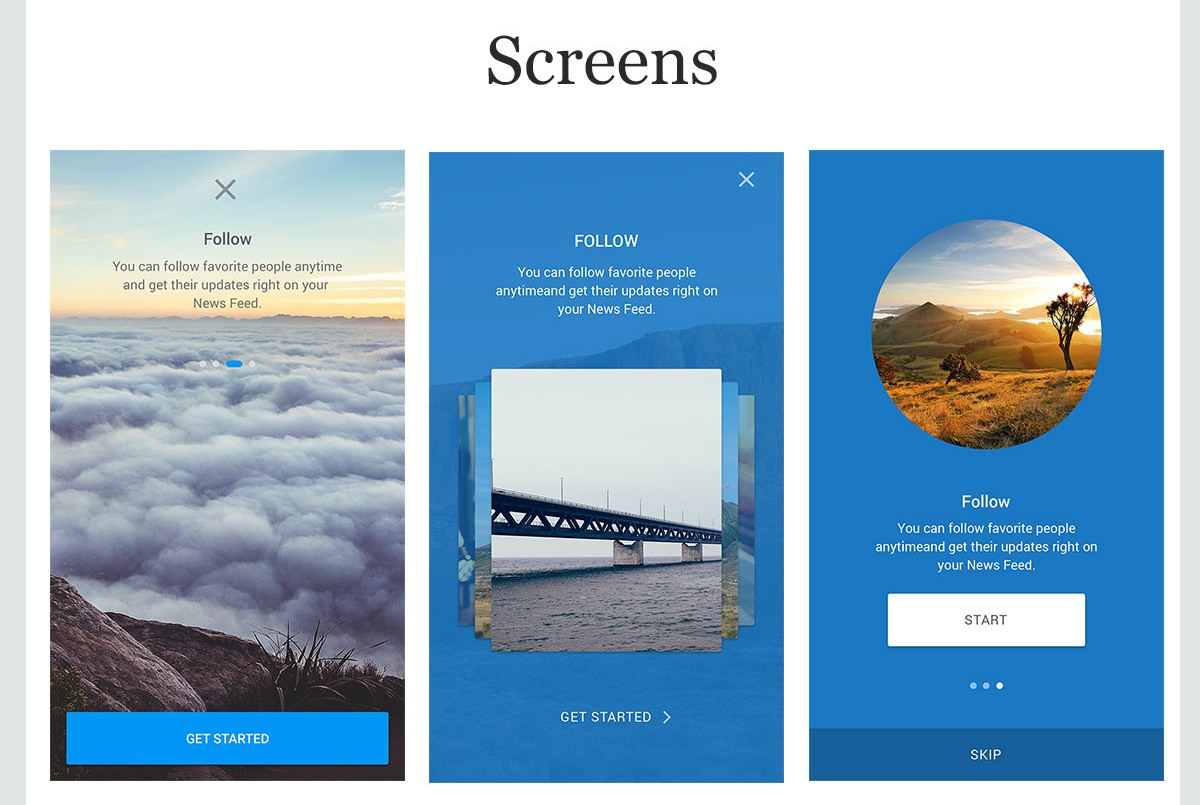 Screens
Follow
You can follow favorite people anytime
and get their updates right on your
News Feed.
GET STARTED
FOLLOW
You can follow favorite people
anytimeand get their updates right on
your News Feed.
GET STARTED
Follow
You can follow favorite people
anytimeand get their updates right on
your News Feed.
START
SKIP